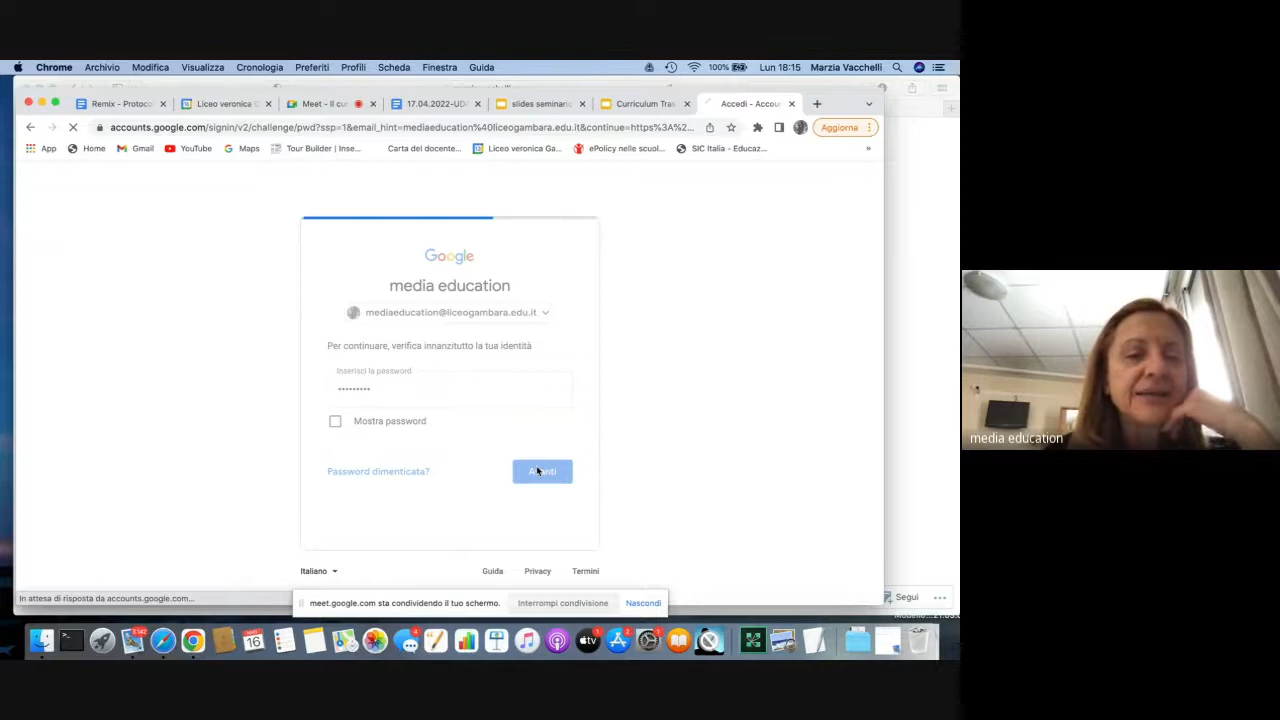 Chrome Archivio Modifica Visualizza Cronologia Preferiti Profili Scheda Finestra Guida 100% Lun 18:15 Marzia Vacchelli
Remix - Protoco Liceo veronica G Meet - Il cur 17.04.2022-UDA slides seminario Curriculum Tras Accedi - Accou
accounts.google.com/signin/v2/challenge/pwd?ssp=1&email_hint=mediaeducation%40liceogambara.edu.it&continue=https%3A%2... Aggiorna
App Home Gmail YouTube Maps Tour Builder | Inse... Carta del docente... Liceo veronica Ga... ePolicy nelle scuol... SIC Italia - Educaz... »
Google
media education
mediaeducation@liceogambara.edu.it
Per continuare, verifica innanzitutto la tua identità
Inserisci la password
•••••••••
Mostra password
Password dimenticata? Avanti
Italiano Guida Privacy Termini
In attesa di risposta da accounts.google.com...
meet.google.com sta condividendo il tuo schermo. Interrompi condivisione Nascondi
Segui
media education